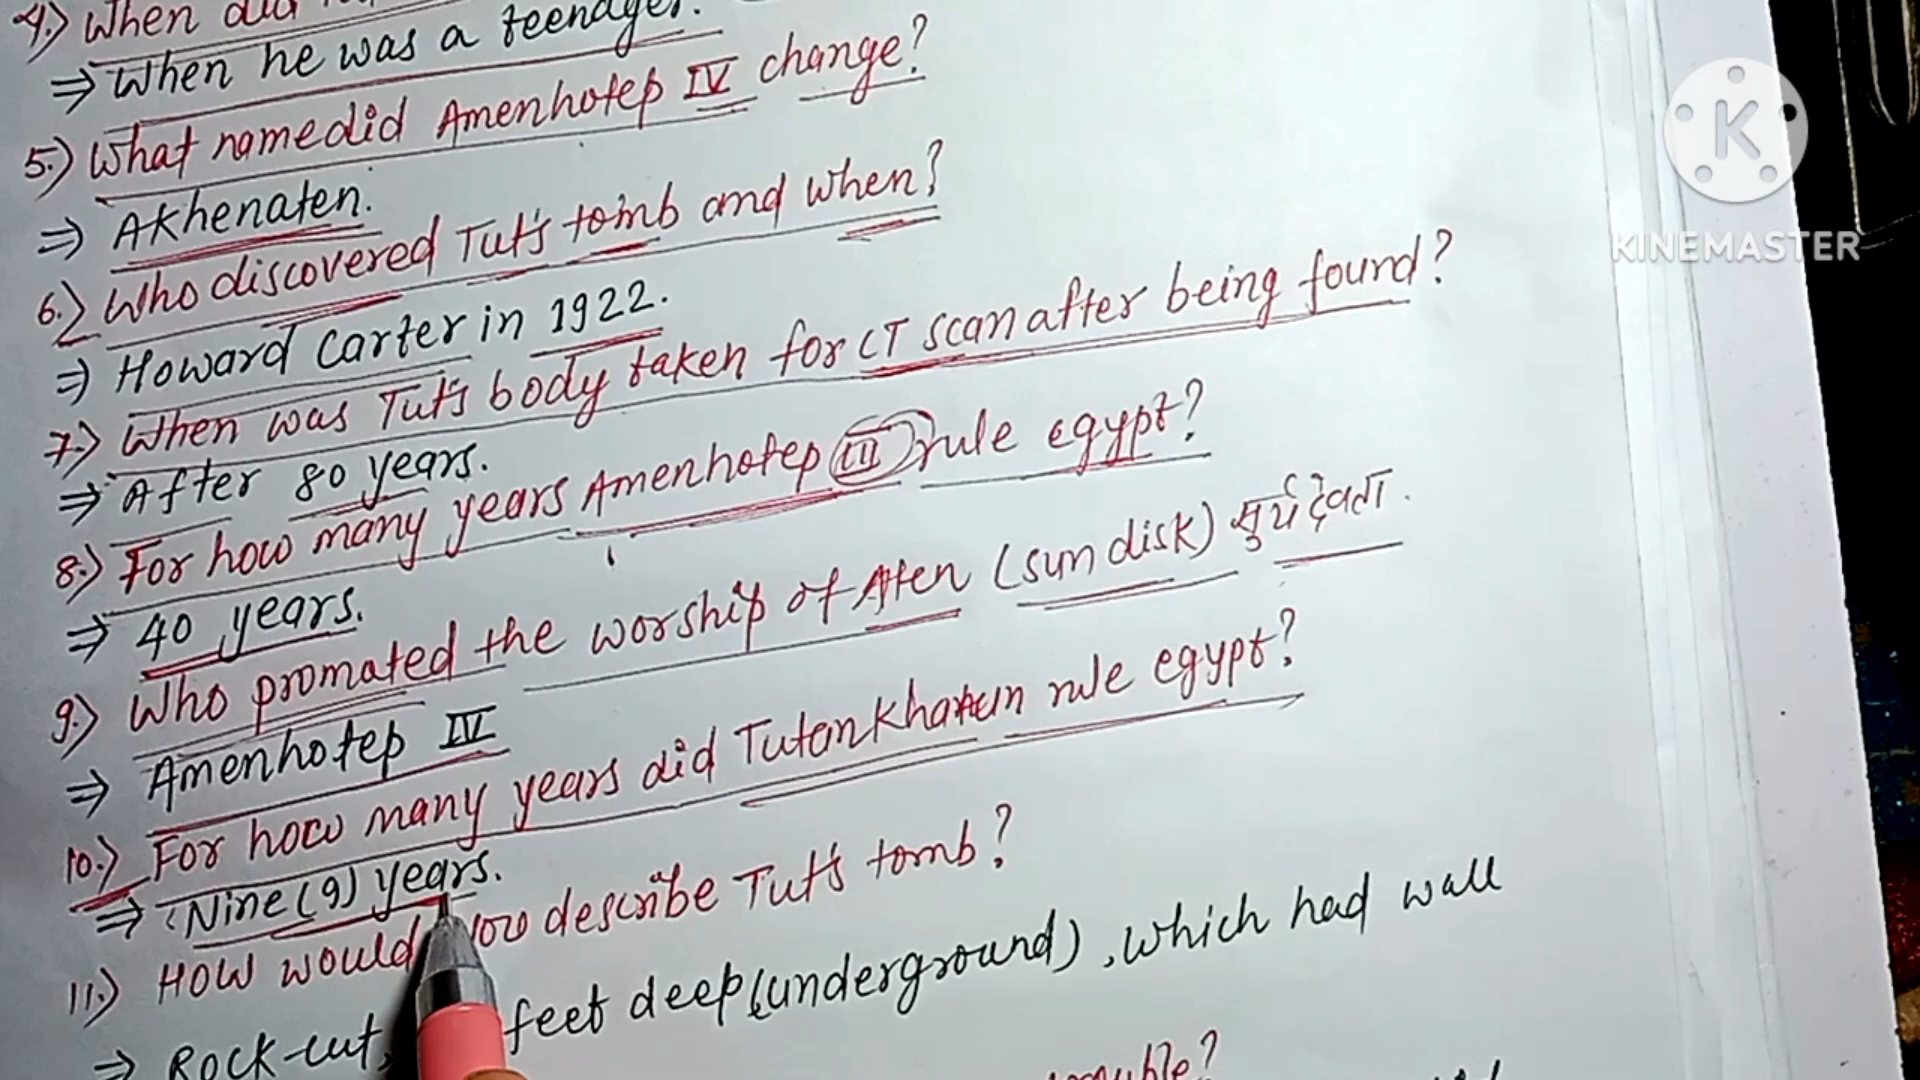 4.) When did
⇒ When he was a teenager.
5.) What name did Amenhotep IV change?
⇒ Akhenaten.
6.) Who discovered Tut's tomb and when?
⇒ Howard Carter in 1922.
7.) When was Tut's body taken for CT scan after being found?
⇒ After 80 years.
8.) For how many years Amenhotep III rule egypt?
⇒ 40 years.
9.) Who promated the worship of Aten (sun disk) सूर्य देवता.
⇒ Amenhotep IV
10.) For how many years did Tutankhamun rule egypt?
⇒ Nine (9) years.
11.) HOW would you describe Tut's tomb?
⇒ Rock-cut, feet deep (underground), which had wall
K
KINEMASTER